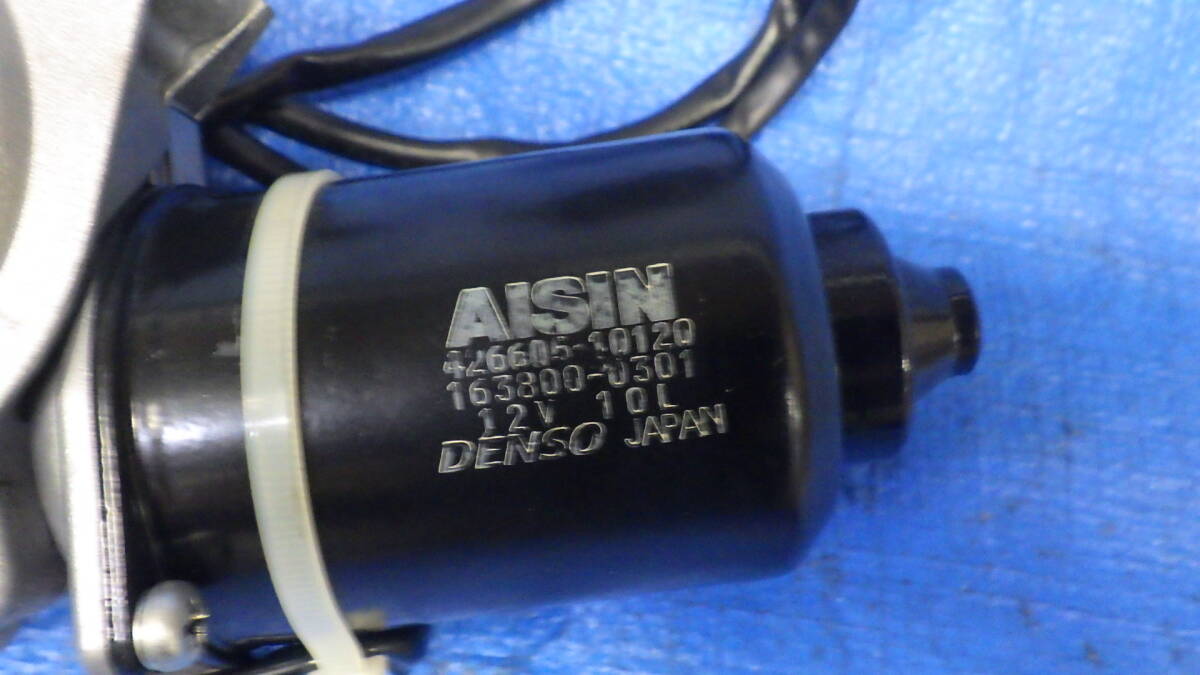 AISIN
426605-10120
163800-0301
12V 10L
DENSO JAPAN